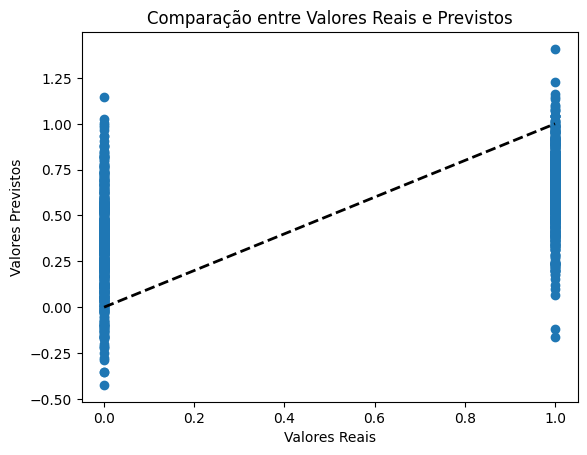 Comparação entre Valores Reais e Previstos
Valores Previstos
1.25
1.00
0.75
0.50
0.25
0.00
−0.25
−0.50
0.0 0.2 0.4 0.6 0.8 1.0
Valores Reais